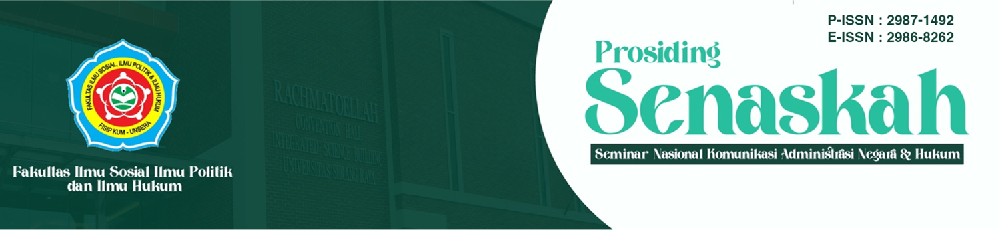 P-ISSN : 2987-1492
E-ISSN : 2986-8262
Prosiding
Senaskah
Seminar Nasional Komunikasi Administrasi Negara & Hukum
FAKULTAS ILMU SOSIAL, ILMU POLITIK & ILMU HUKUM
FISIP KUM - UNSERA
Fakultas Ilmu Sosial Ilmu Politik
dan Ilmu Hukum
RACHMATOELLAH
CONVENTION HALL
INTEGRATED SCIENCE BUILDING
UNIVERSITAS SERANG RAYA